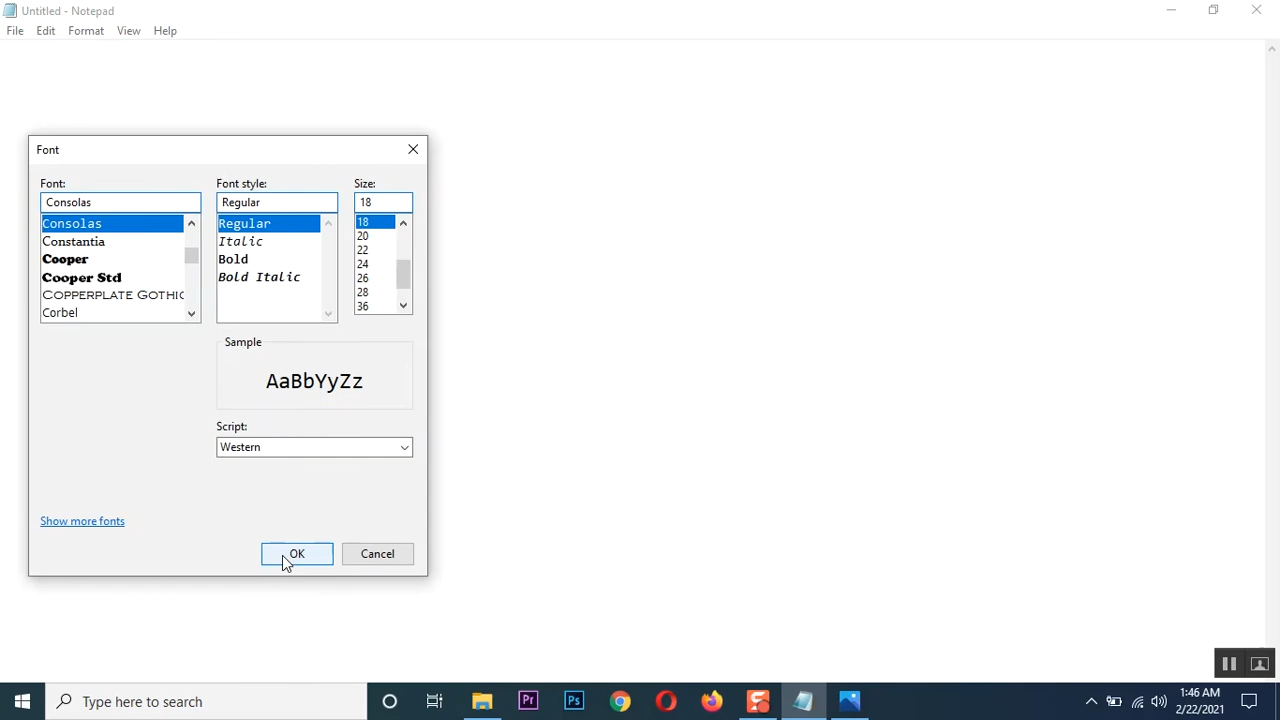 Untitled - Notepad
File Edit Format View Help
Font
Font: Font style: Size:
Consolas Regular 18
Consolas Regular 18
Constantia Italic 20
Cooper Bold 22
Cooper Std Bold Italic 24
COPPERPLATE GOTHIC 26
Corbel 28
36
Sample
AaBbYyZz
Script:
Western
Show more fonts
OK Cancel
Type here to search
Pr Ps
1:46 AM
2/22/2021